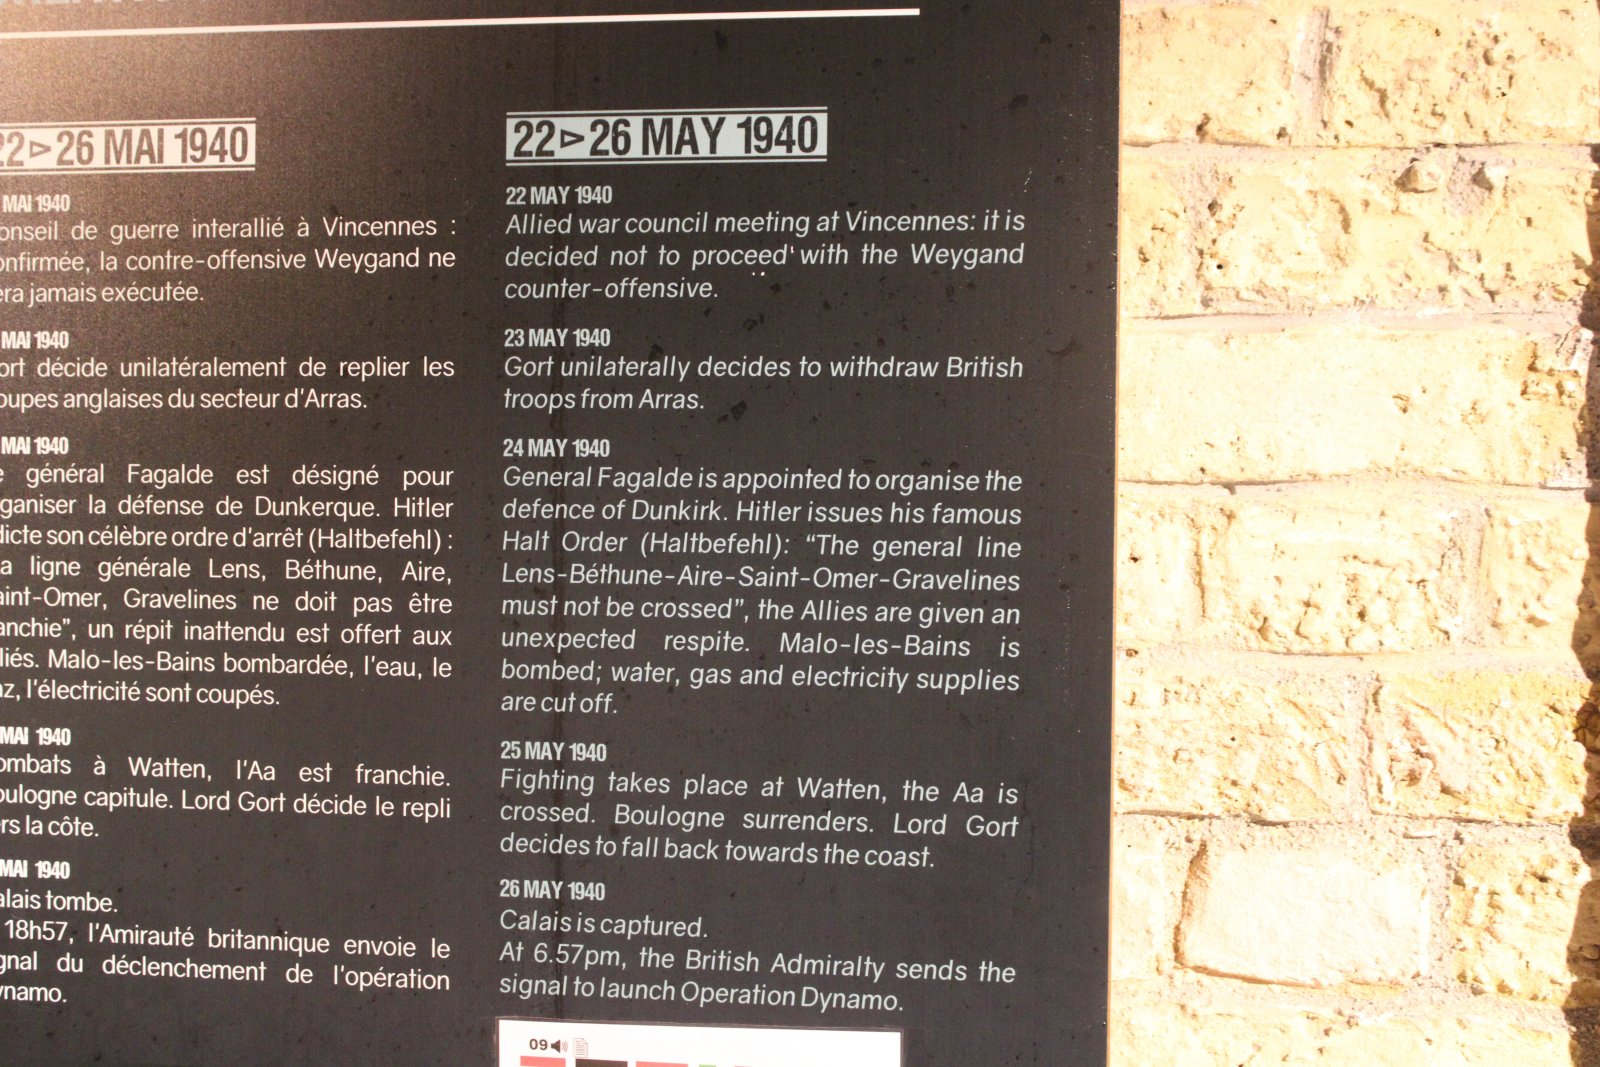 22▷26 MAI 1940
MAI 1940
onseil de guerre interallié à Vincennes :
onfirmée, la contre-offensive Weygand ne
era jamais exécutée.
MAI 1940
ort décide unilatéralement de replier les
oupes anglaises du secteur d'Arras.
MAI 1940
e général Fagalde est désigné pour
ganiser la défense de Dunkerque. Hitler
dicte son célèbre ordre d'arrêt (Haltbefehl) :
a ligne générale Lens, Béthune, Aire,
aint-Omer, Gravelines ne doit pas être
anchie", un répit inattendu est offert aux
liés. Malo-les-Bains bombardée, l'eau, le
az, l'électricité sont coupés.
MAI 1940
ombats à Watten, l'Aa est franchie.
oulogne capitule. Lord Gort décide le repli
rs la côte.
MAI 1940
alais tombe.
18h57, l'Amirauté britannique envoie le
gnal du déclenchement de l'opération
ynamo.
22▷26 MAY 1940
22 MAY 1940
Allied war council meeting at Vincennes: it is
decided not to proceed with the Weygand
counter-offensive.
23 MAY 1940
Gort unilaterally decides to withdraw British
troops from Arras.
24 MAY 1940
General Fagalde is appointed to organise the
defence of Dunkirk. Hitler issues his famous
Halt Order (Haltbefehl): "The general line
Lens-Béthune-Aire-Saint-Omer-Gravelines
must not be crossed", the Allies are given an
unexpected respite. Malo-les-Bains is
bombed; water, gas and electricity supplies
are cut off.
25 MAY 1940
Fighting takes place at Watten, the Aa is
crossed. Boulogne surrenders. Lord Gort
decides to fall back towards the coast.
26 MAY 1940
Calais is captured.
At 6.57pm, the British Admiralty sends the
signal to launch Operation Dynamo.
09